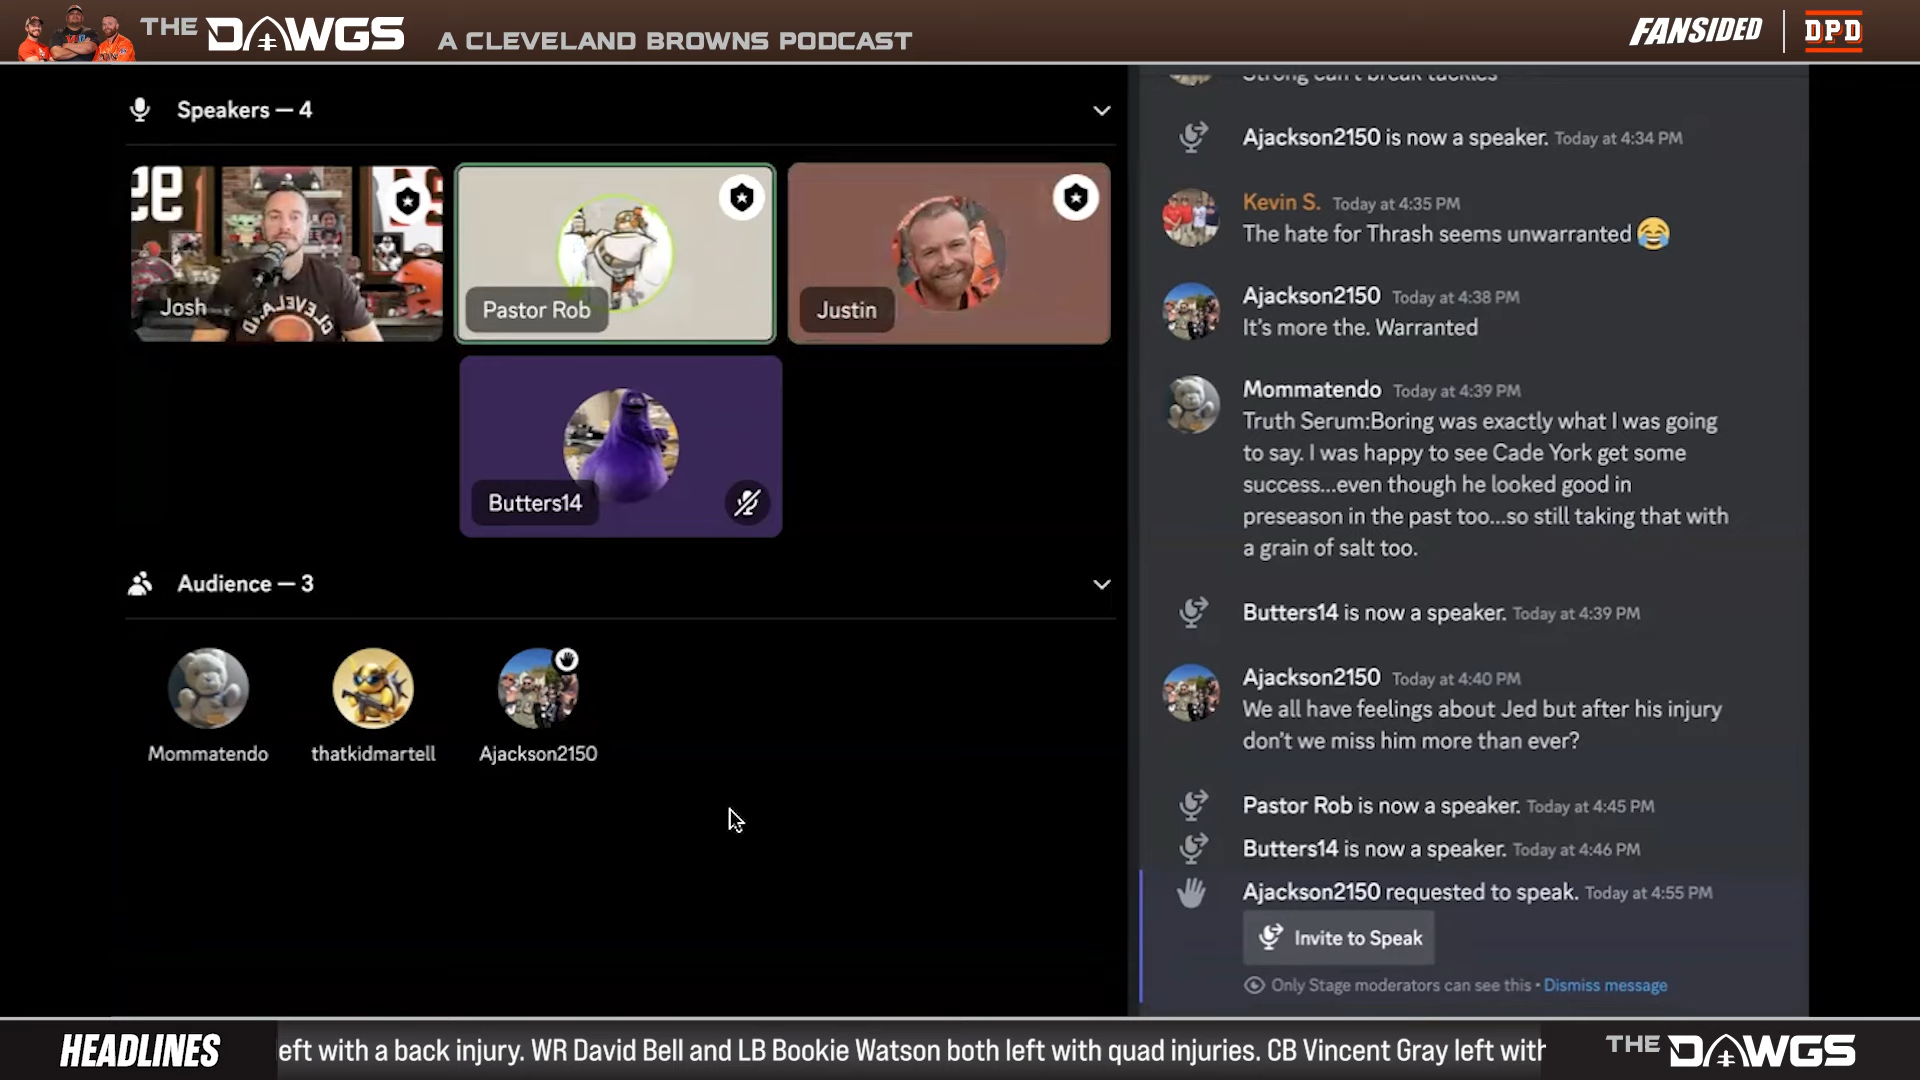 THE DAWGS A CLEVELAND BROWNS PODCAST
FANSIDED DPD
Speakers — 4
ee
Josh
CLEVELAND
Pastor Rob
Justin
Butters14
Audience — 3
Mommatendo
thatkidmartell
Ajackson2150
Strong can't break tackles
Ajackson2150 is now a speaker. Today at 4:34 PM
Kevin S. Today at 4:35 PM
The hate for Thrash seems unwarranted 😂
Ajackson2150 Today at 4:38 PM
It's more the. Warranted
Mommatendo Today at 4:39 PM
Truth Serum:Boring was exactly what I was going
to say. I was happy to see Cade York get some
success...even though he looked good in
preseason in the past too...so still taking that with
a grain of salt too.
Butters14 is now a speaker. Today at 4:39 PM
Ajackson2150 Today at 4:40 PM
We all have feelings about Jed but after his injury
don't we miss him more than ever?
Pastor Rob is now a speaker. Today at 4:45 PM
Butters14 is now a speaker. Today at 4:46 PM
Ajackson2150 requested to speak. Today at 4:55 PM
Invite to Speak
Only Stage moderators can see this • Dismiss message
HEADLINES
eft with a back injury. WR David Bell and LB Bookie Watson both left with quad injuries. CB Vincent Gray left with
THE DAWGS